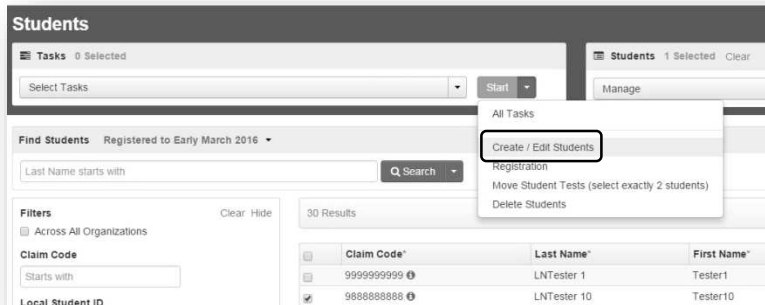 Students
Tasks 0 Selected
Students 1 Selected Clear
Select Tasks
Start
Manage
All Tasks
Create / Edit Students
Registration
Move Student Tests (select exactly 2 students)
Delete Students
Find Students Registered to Early March 2016
Last Name starts with
Search
Filters Clear Hide
Across All Organizations
Claim Code
Starts with
Local Student ID
30 Results
Claim Code* Last Name* First Name*
9999999999 LNTester 1 Tester1
9888888888 LNTester 10 Tester10